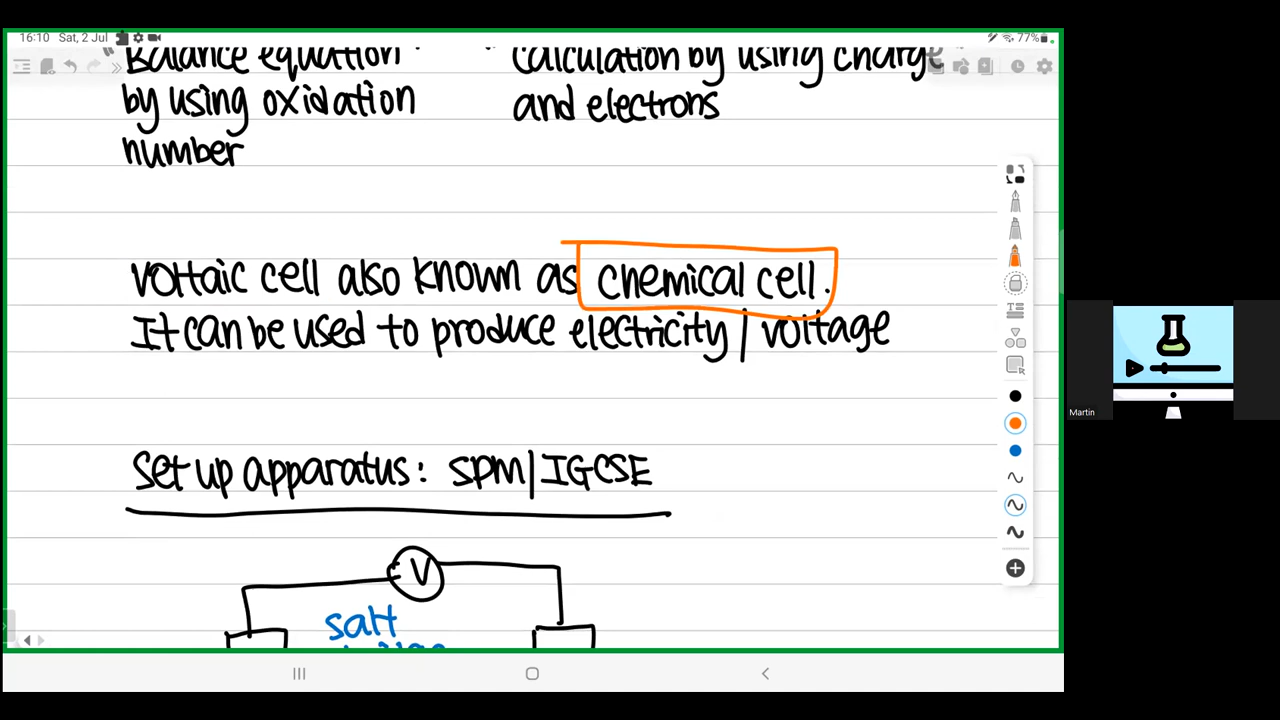 16:10 Sat, 2 Jul 77%
Balance equation
by using oxidation
number
calculation by using charge
and electrons
voltaic cell also known as chemical cell.
It can be used to produce electricity / voltage
set up apparatus: SPM/IGCSE
V
salt
Martin